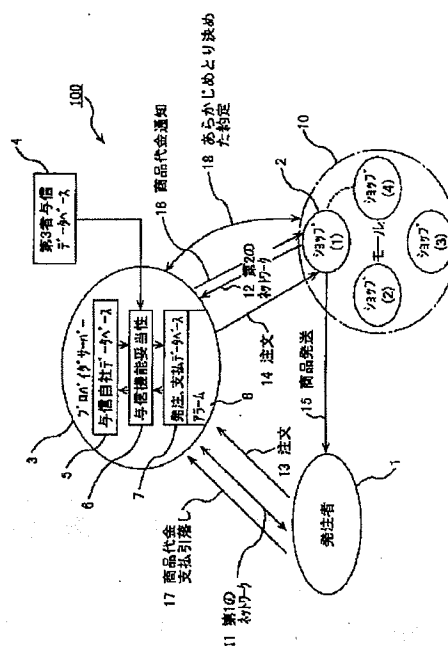 100
4
第3者与信
データベース
3
プロバイダサーバー
5
与信自社データベース
6
与信機能妥当性
7
発注、支払データベース
アラーム
8
16 商品代金通知
18 あらかじめとり決め
た約定
12 第2の
ネットワーク
14 注文
13 注文
17 商品代金
支払引落し
11 第1の
ネットワーク
15 商品発送
発注者
1
10
2
ショップ
(1)
ショップ
(2)
モール
ショップ
(4)
ショップ
(3)